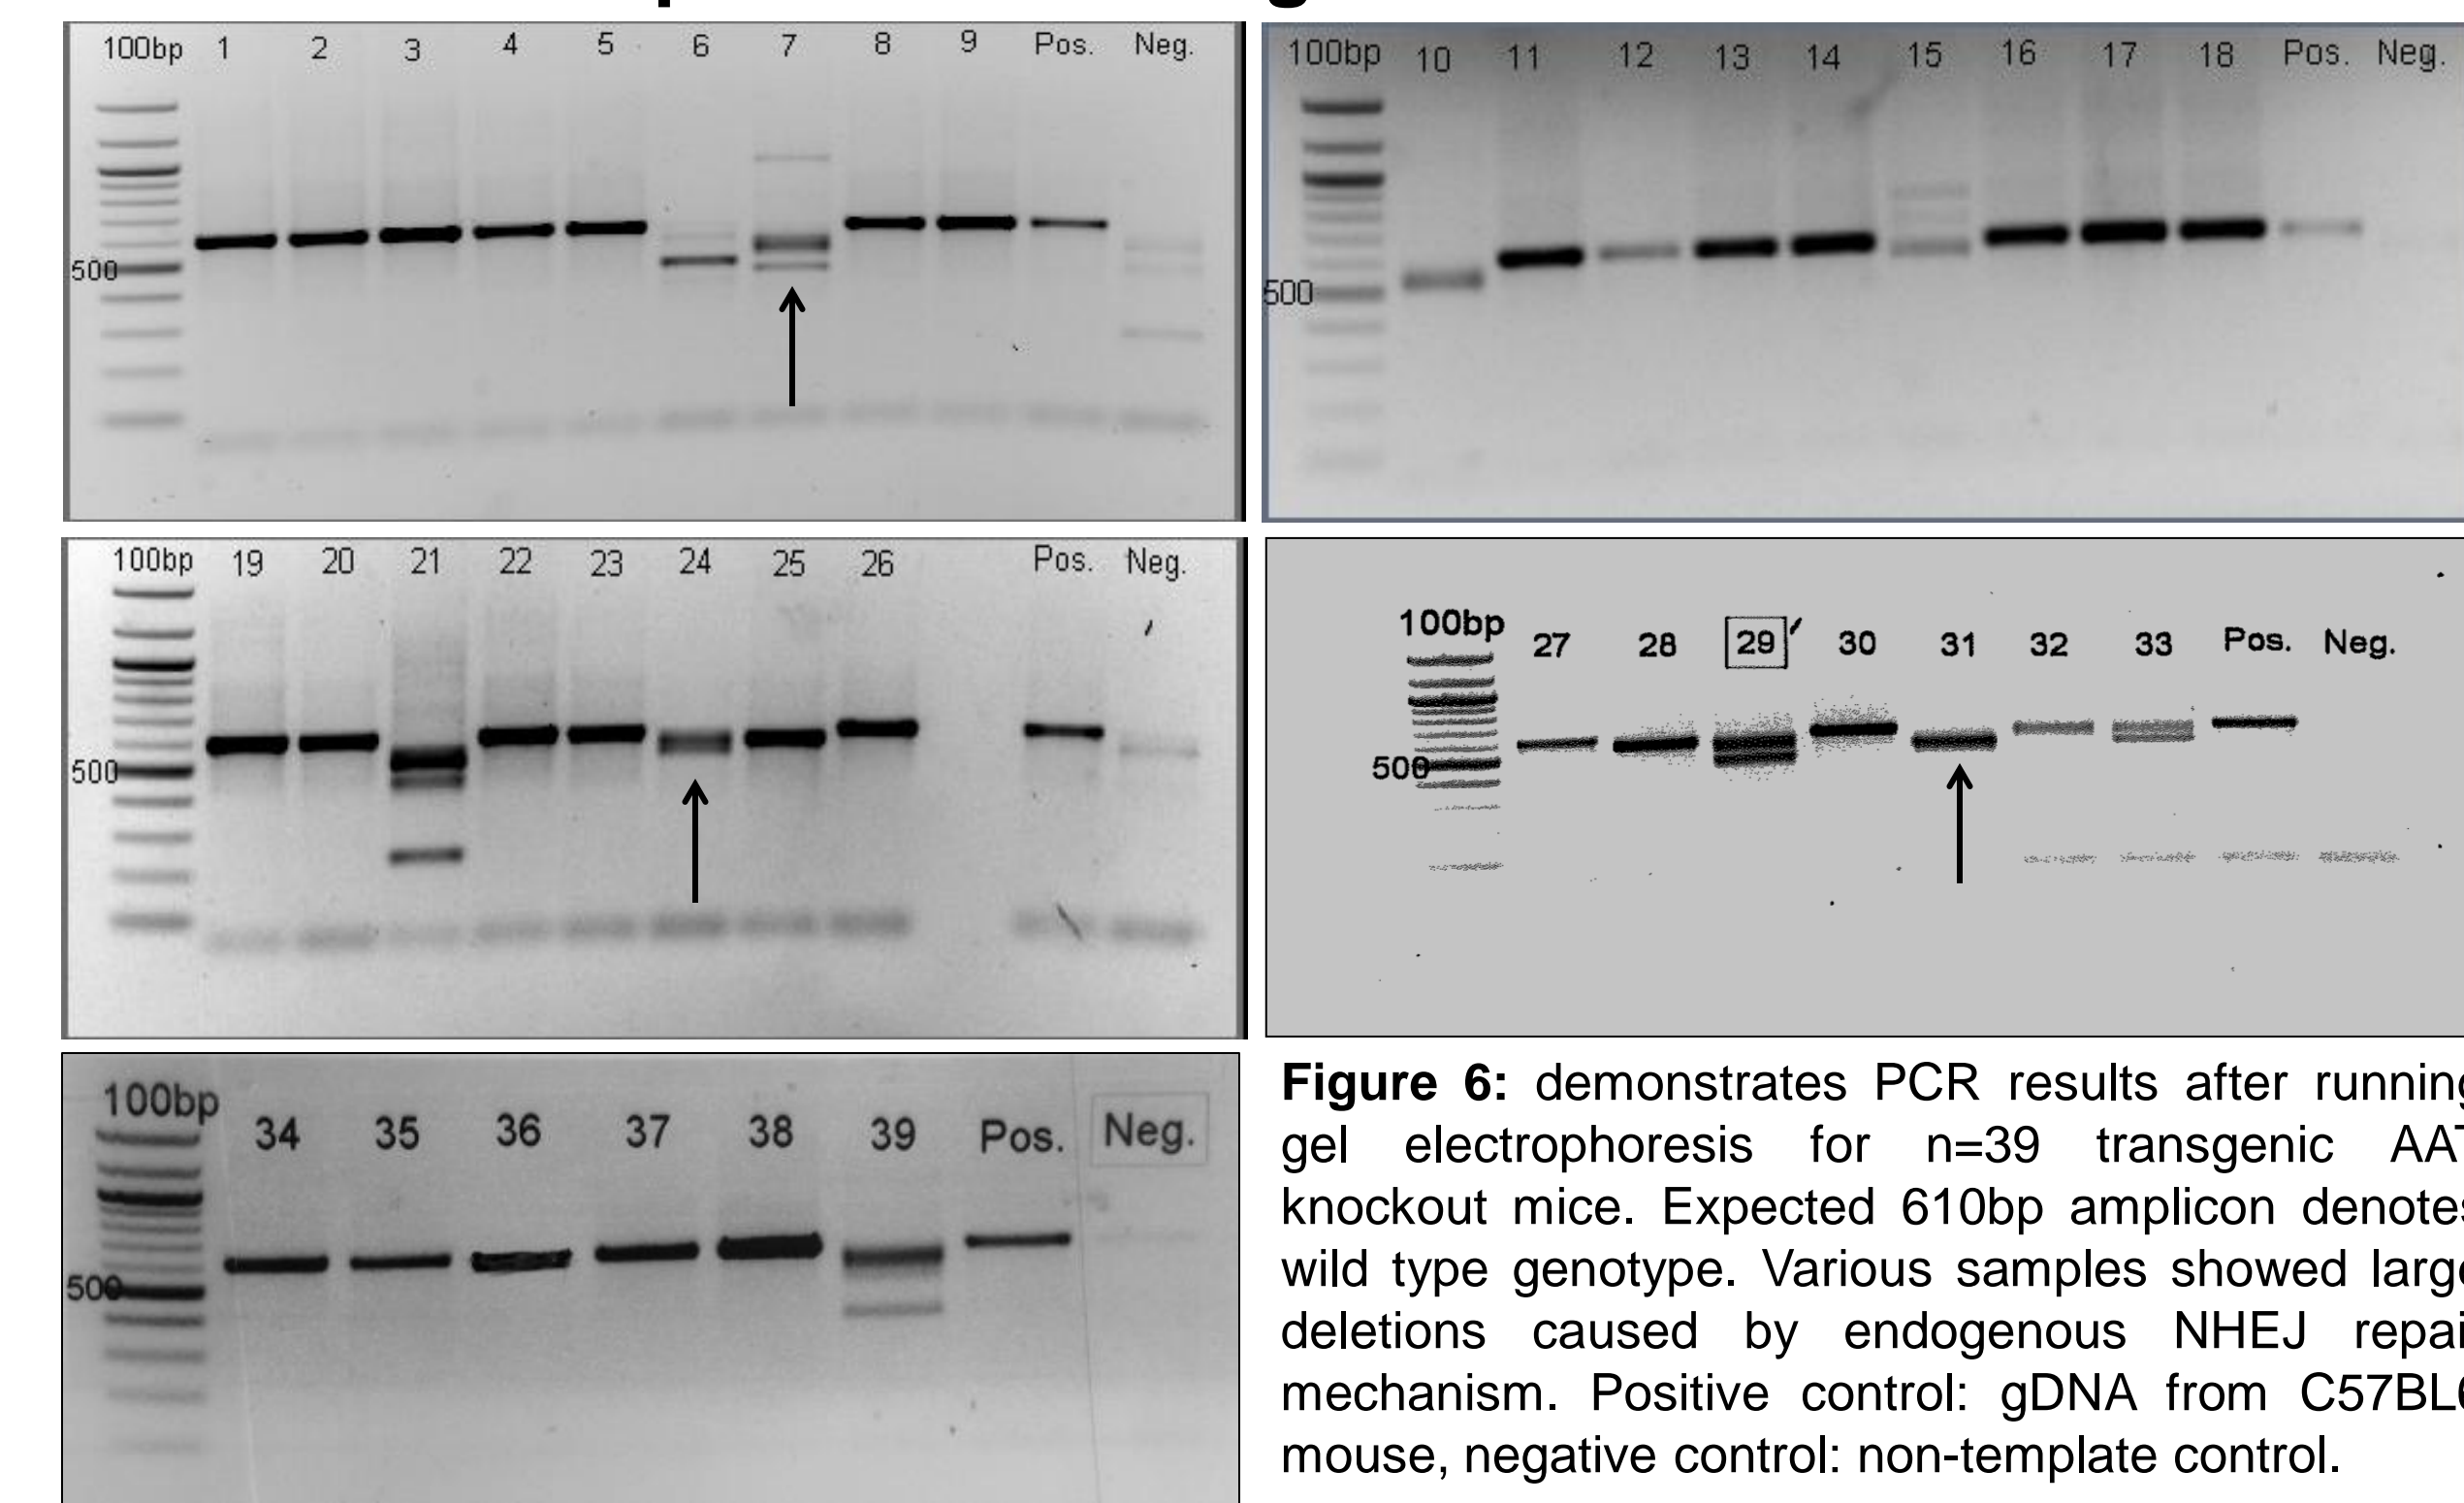 100bp 1 2 3 4 5 6 7 8 9 Pos. Neg.
500
100bp 10 11 12 13 14 15 16 17 18 Pos. Neg.
500
100bp 19 20 21 22 23 24 25 26 Pos. Neg.
500
100bp 27 28 29 30 31 32 33 Pos. Neg.
500
100bp 34 35 36 37 38 39 Pos. Neg.
500
Figure 6: demonstrates PCR results after running
gel electrophoresis for n=39 transgenic AAT
knockout mice. Expected 610bp amplicon denotes
wild type genotype. Various samples showed large
deletions caused by endogenous NHEJ repair
mechanism. Positive control: gDNA from C57BL6
mouse, negative control: non-template control.